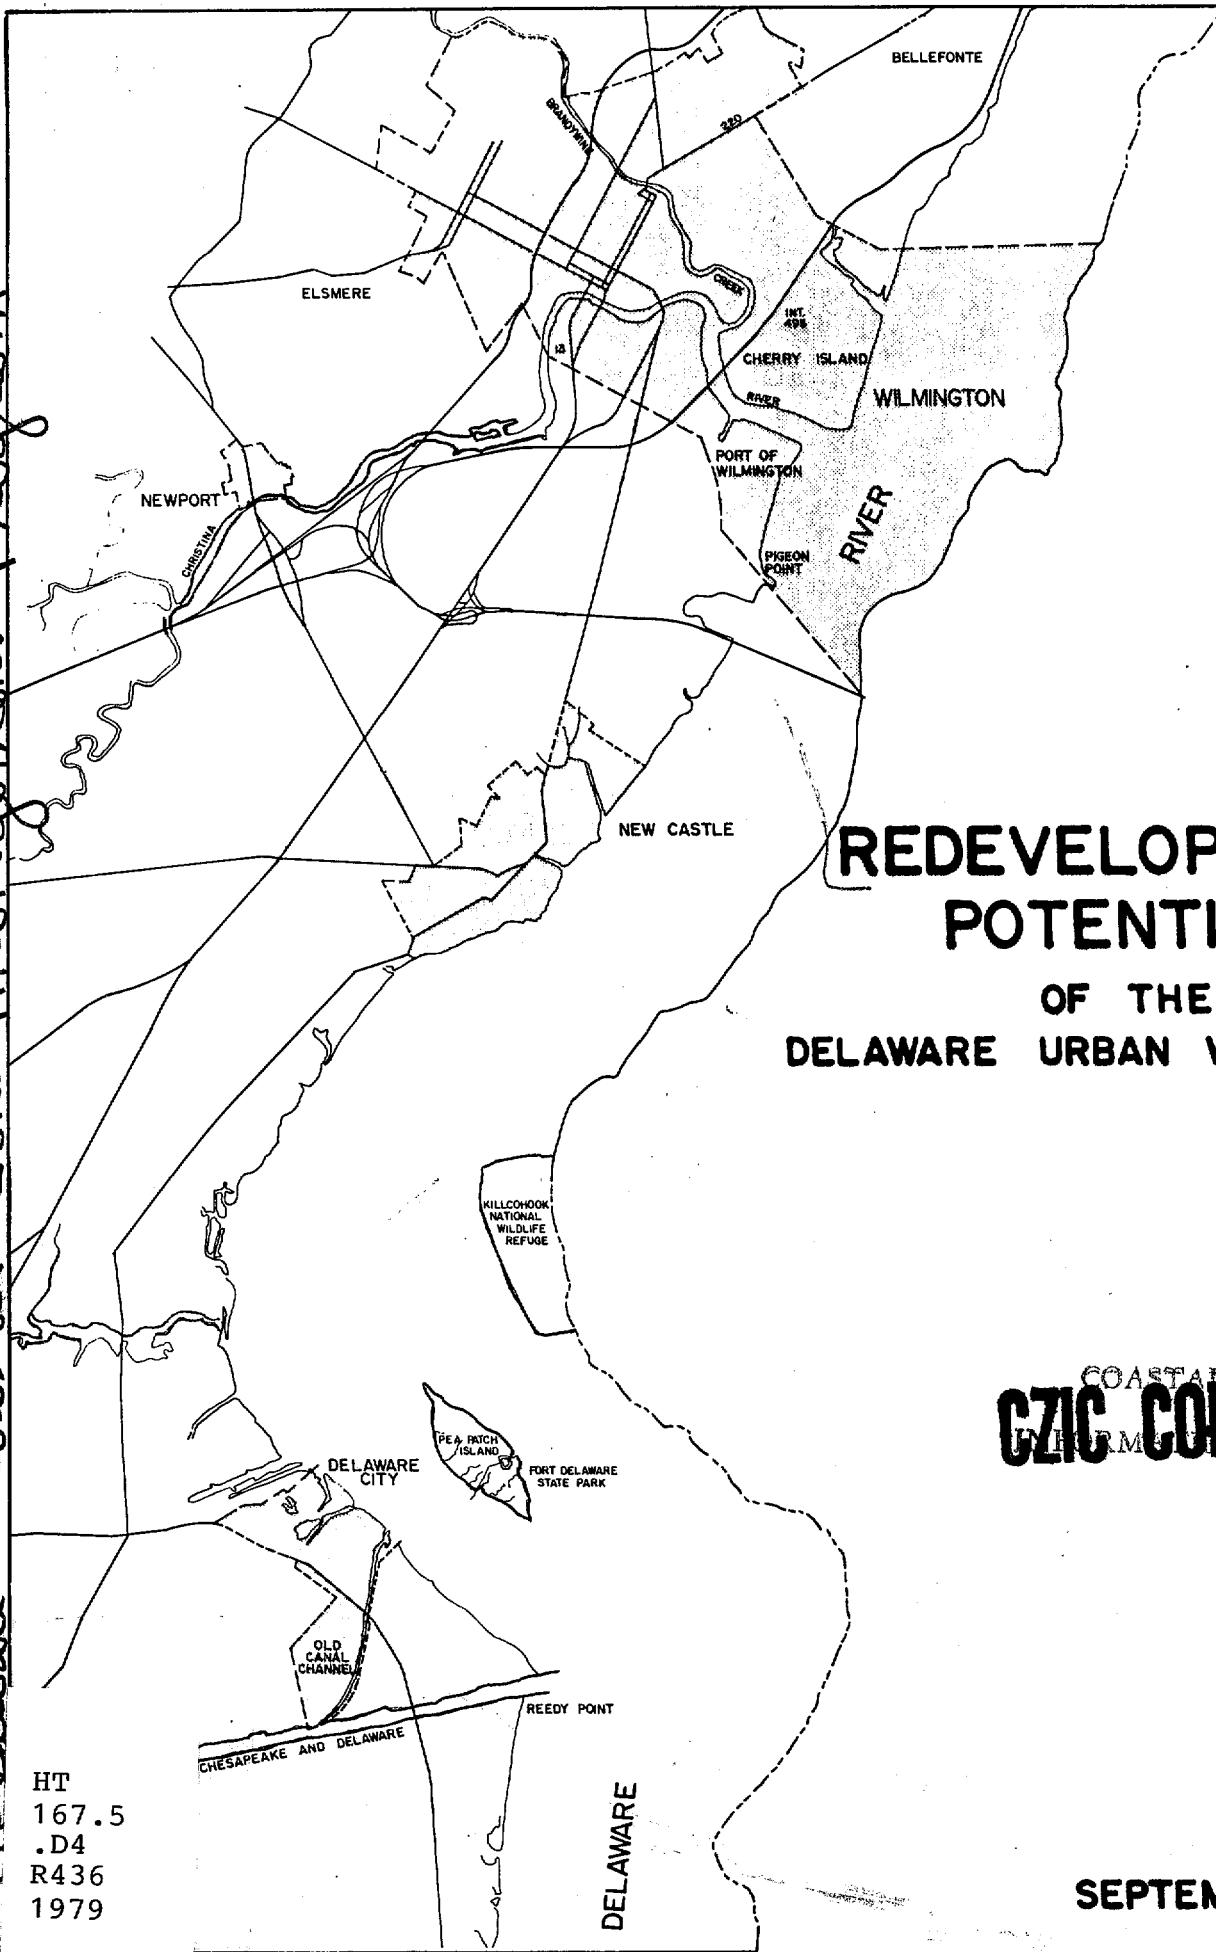 BELLEFONTE
BRANDYWINE
220
ELSMERE
CREEK
INT.
495
13
CHERRY ISLAND
WILMINGTON
RIVER
PORT OF
WILMINGTON
NEWPORT
RIVER
CHRISTINA
PIGEON
POINT
NEW CASTLE
REDEVELOP
POTENTI
OF THE
DELAWARE URBAN
KILLCOHOOK
NATIONAL
WILDLIFE
REFUGE
COASTAL
CZIC CO
PEA PATCH
ISLAND
DELAWARE
CITY
FORT DELAWARE
STATE PARK
OLD
CANAL
CHANNEL
REEDY POINT
CHESAPEAKE AND DELAWARE
DELAWARE
HT
167.5
.D4
R436
1979
SEPTEM